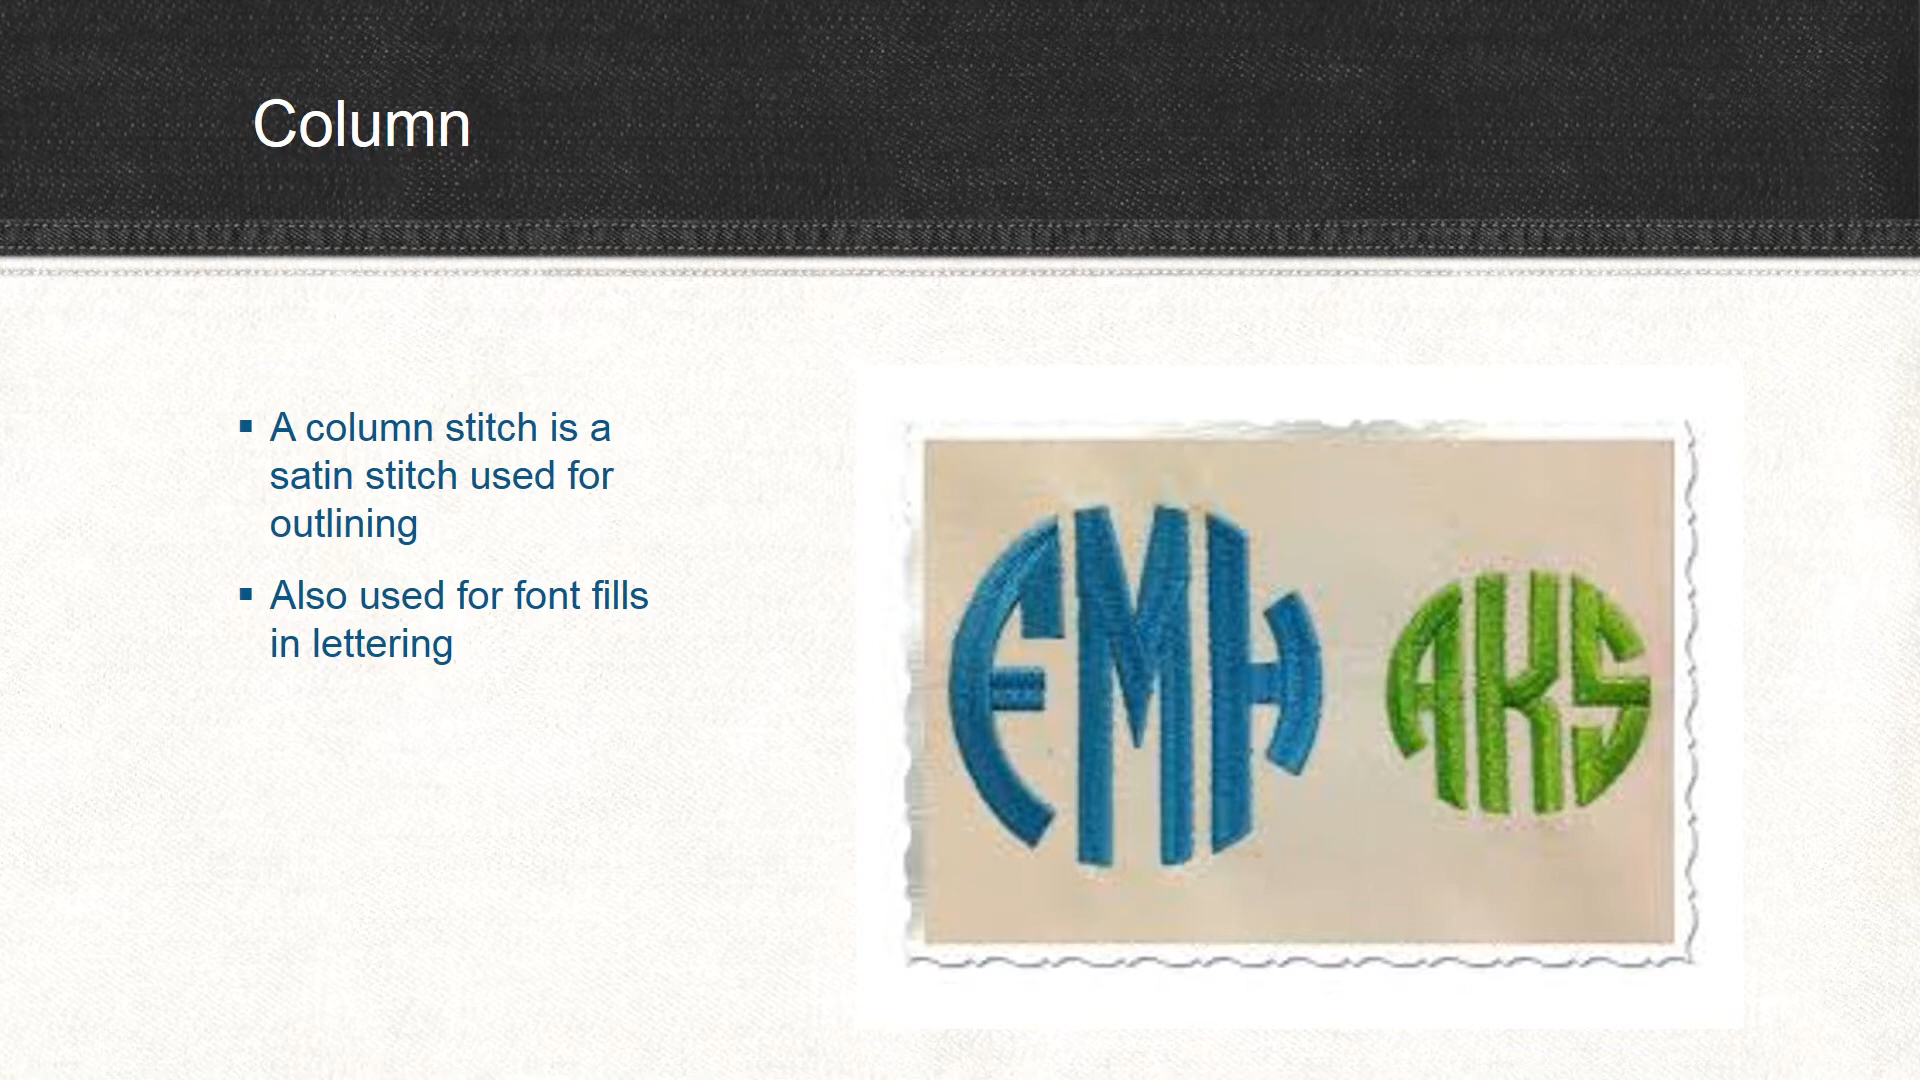 Column
▪ A column stitch is a
satin stitch used for
outlining
▪ Also used for font fills
in lettering
EMH
AKS